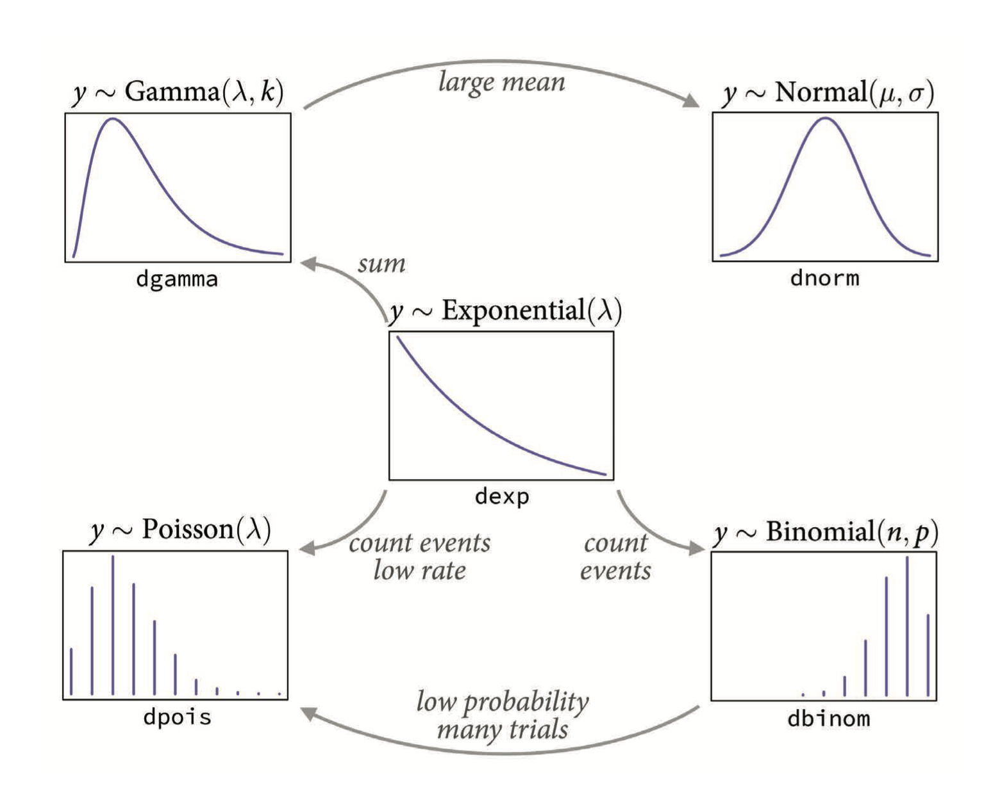 large mean
y ~ Gamma(λ, k)
y ~ Normal(μ, σ)
dgamma
dnorm
sum
y ~ Exponential(λ)
dexp
y ~ Poisson(λ)
y ~ Binomial(n, p)
count events
low rate
count
events
dpois
dbinom
low probability
many trials